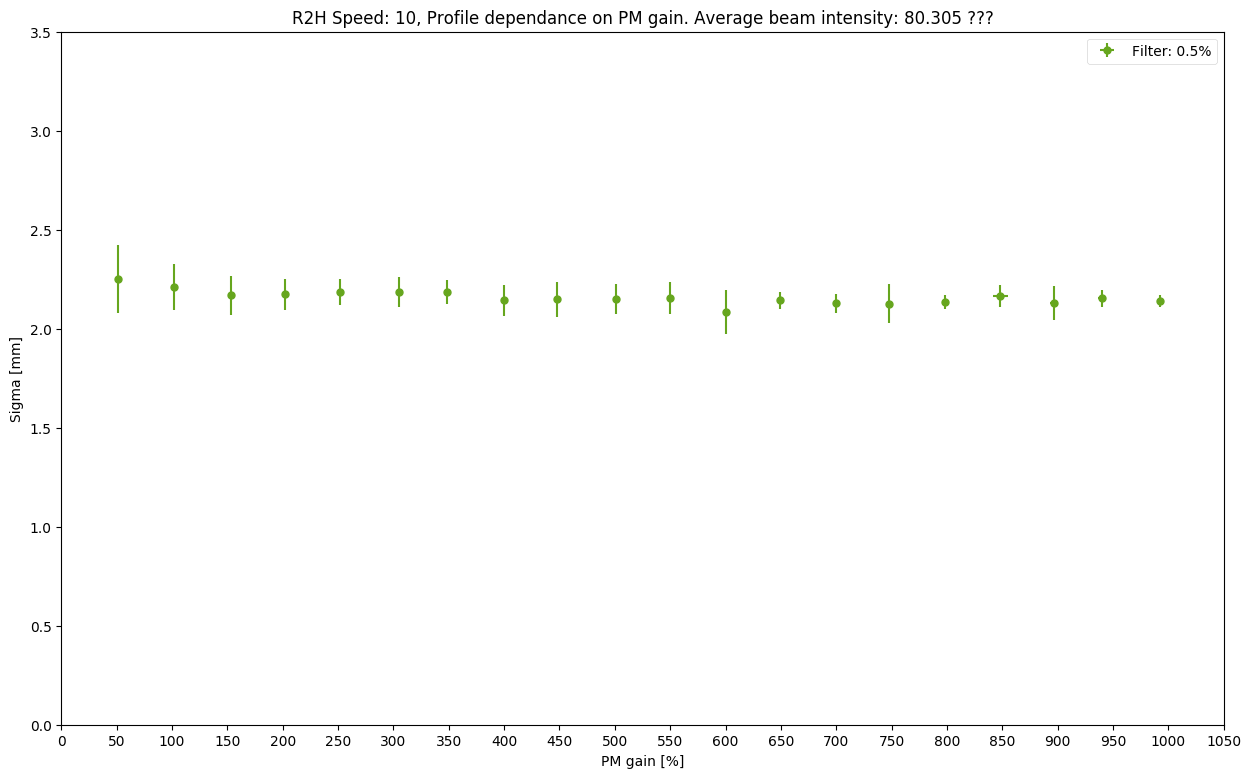 R2H Speed: 10, Profile dependance on PM gain. Average beam intensity: 80.305 ???
Filter: 0.5%
3.5
3.0
2.5
2.0
1.5
1.0
0.5
0.0
Sigma [mm]
0 50 100 150 200 250 300 350 400 450 500 550 600 650 700 750 800 850 900 950 1000 1050
PM gain [%]